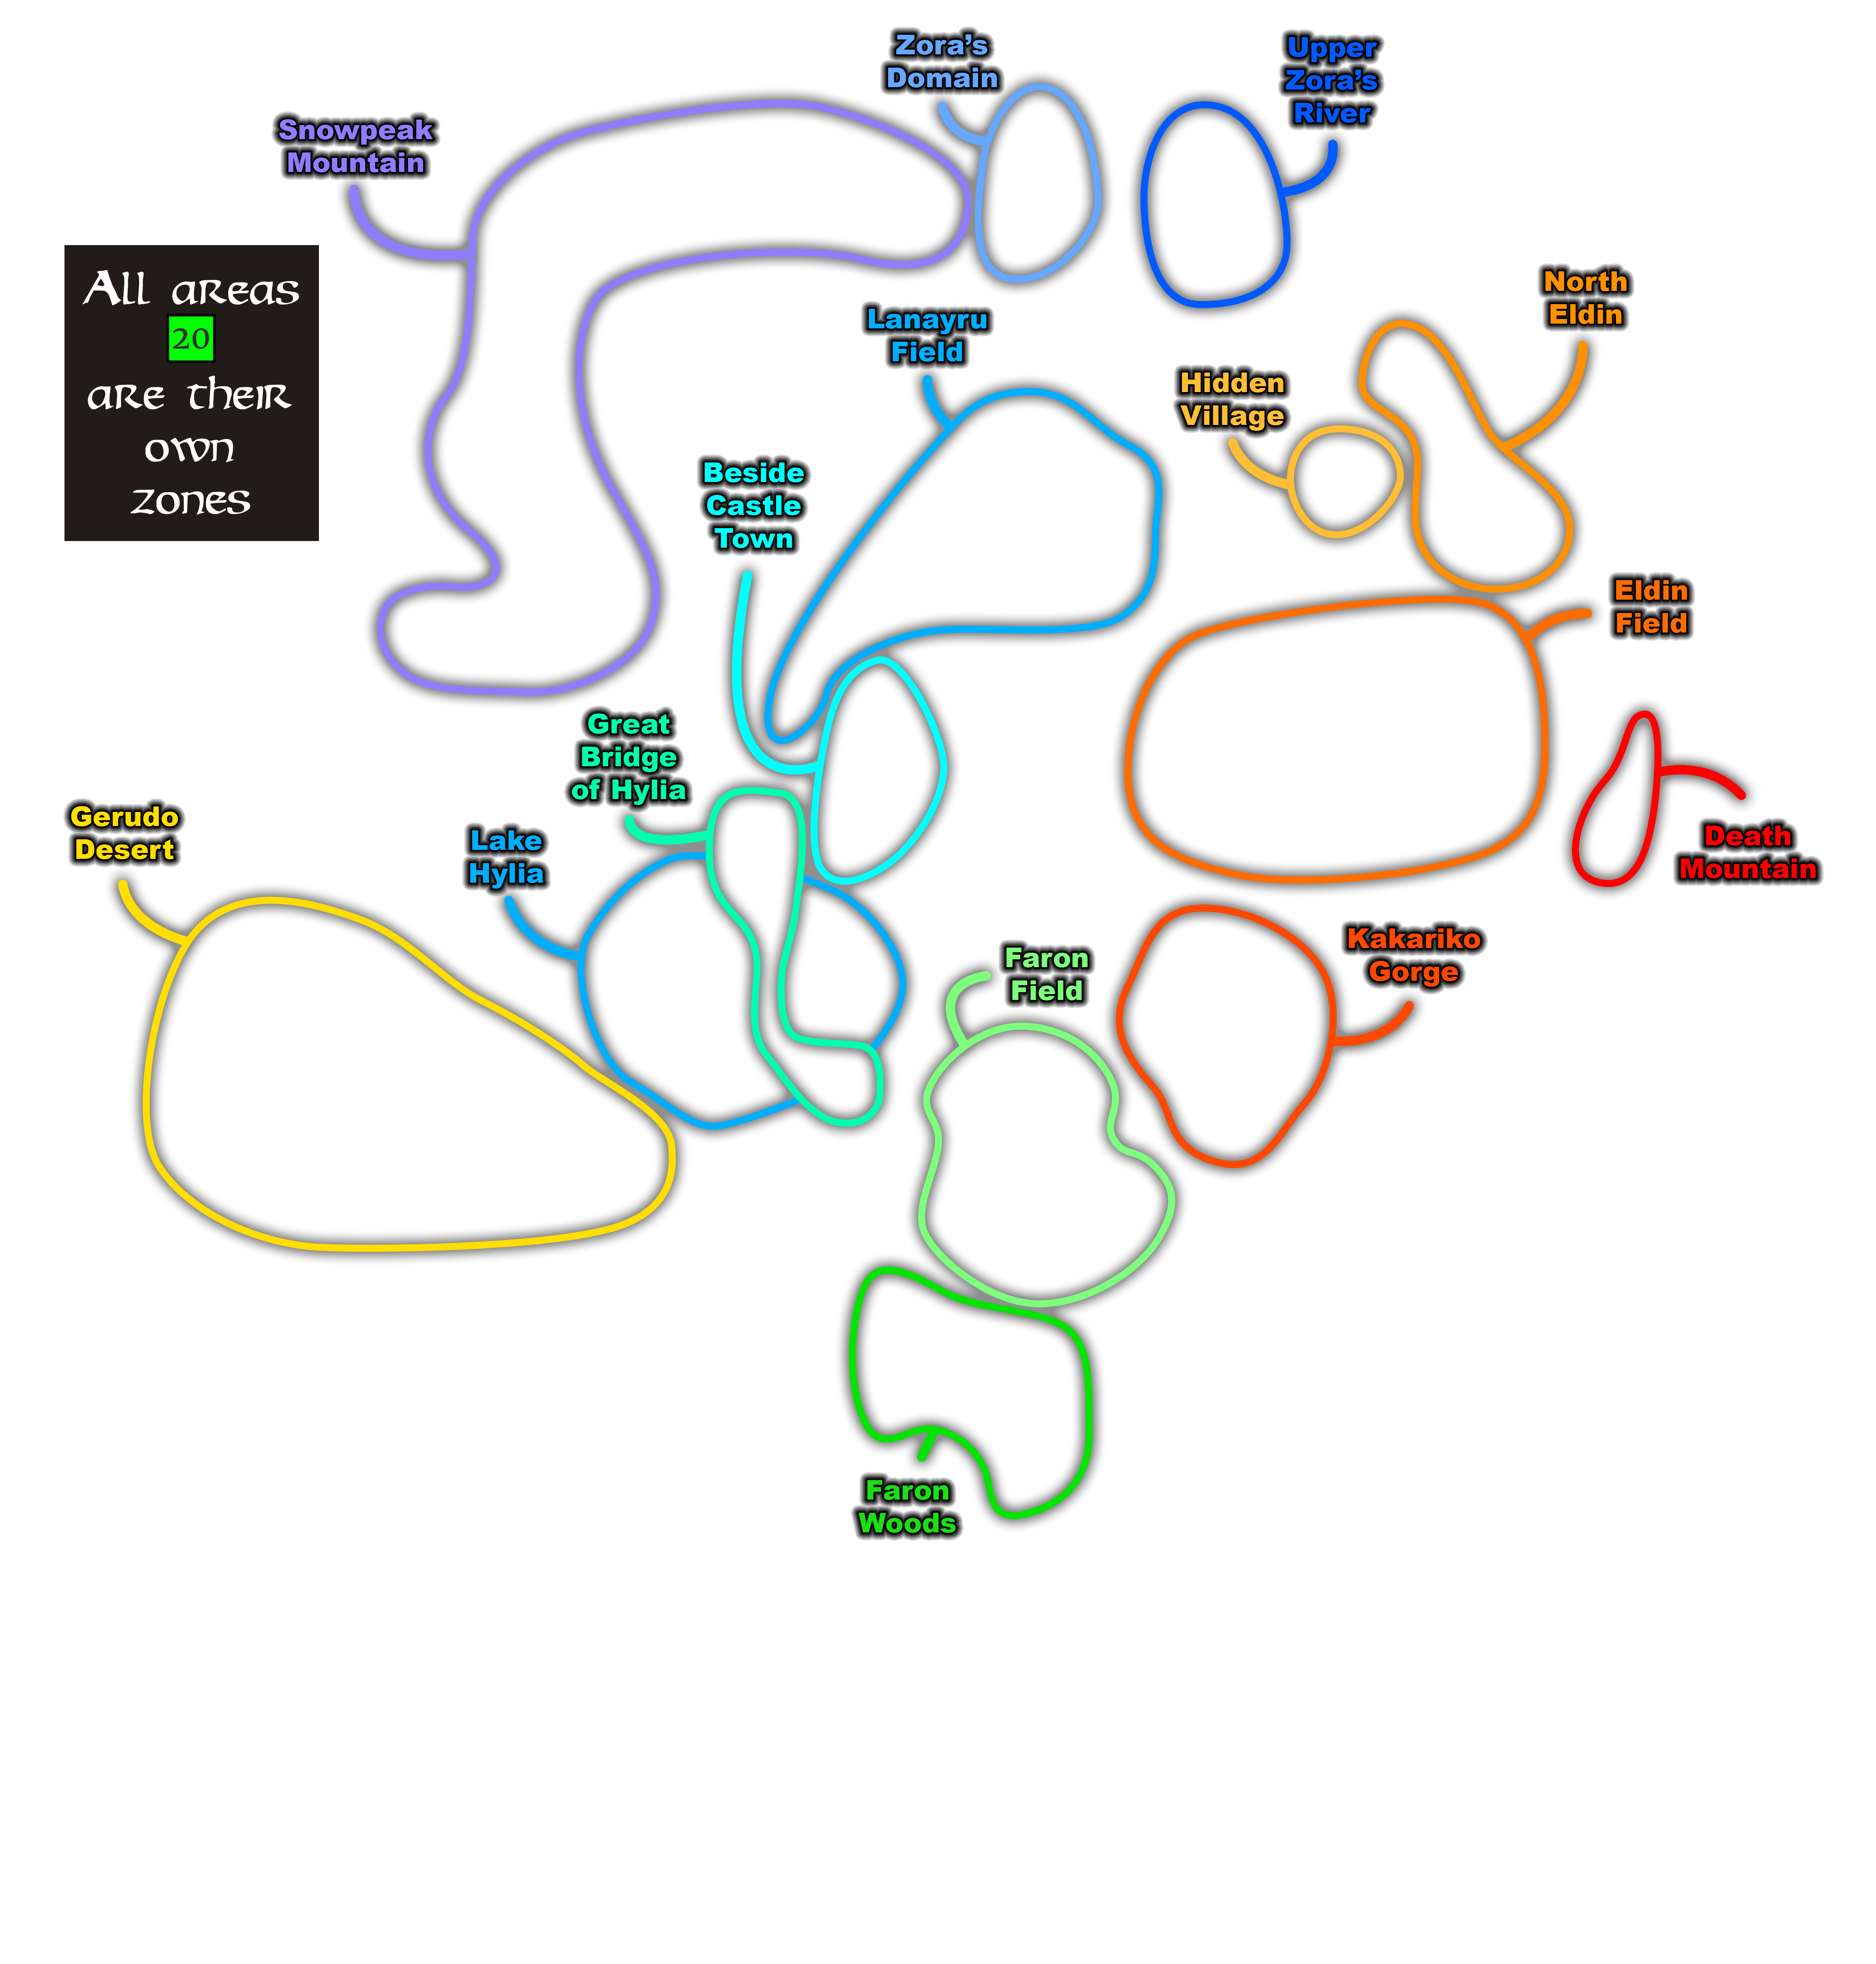 Zora's
Domain
Upper
Zora's
River
Snowpeak
Mountain
All areas
20
are their
own
zones
North
Eldin
Lanayru
Field
Hidden
Village
Beside
Castle
Town
Eldin
Field
Great
Bridge
of Hylia
Gerudo
Desert
Lake
Hylia
Death
Mountain
Kakariko
Gorge
Faron
Field
Faron
Woods